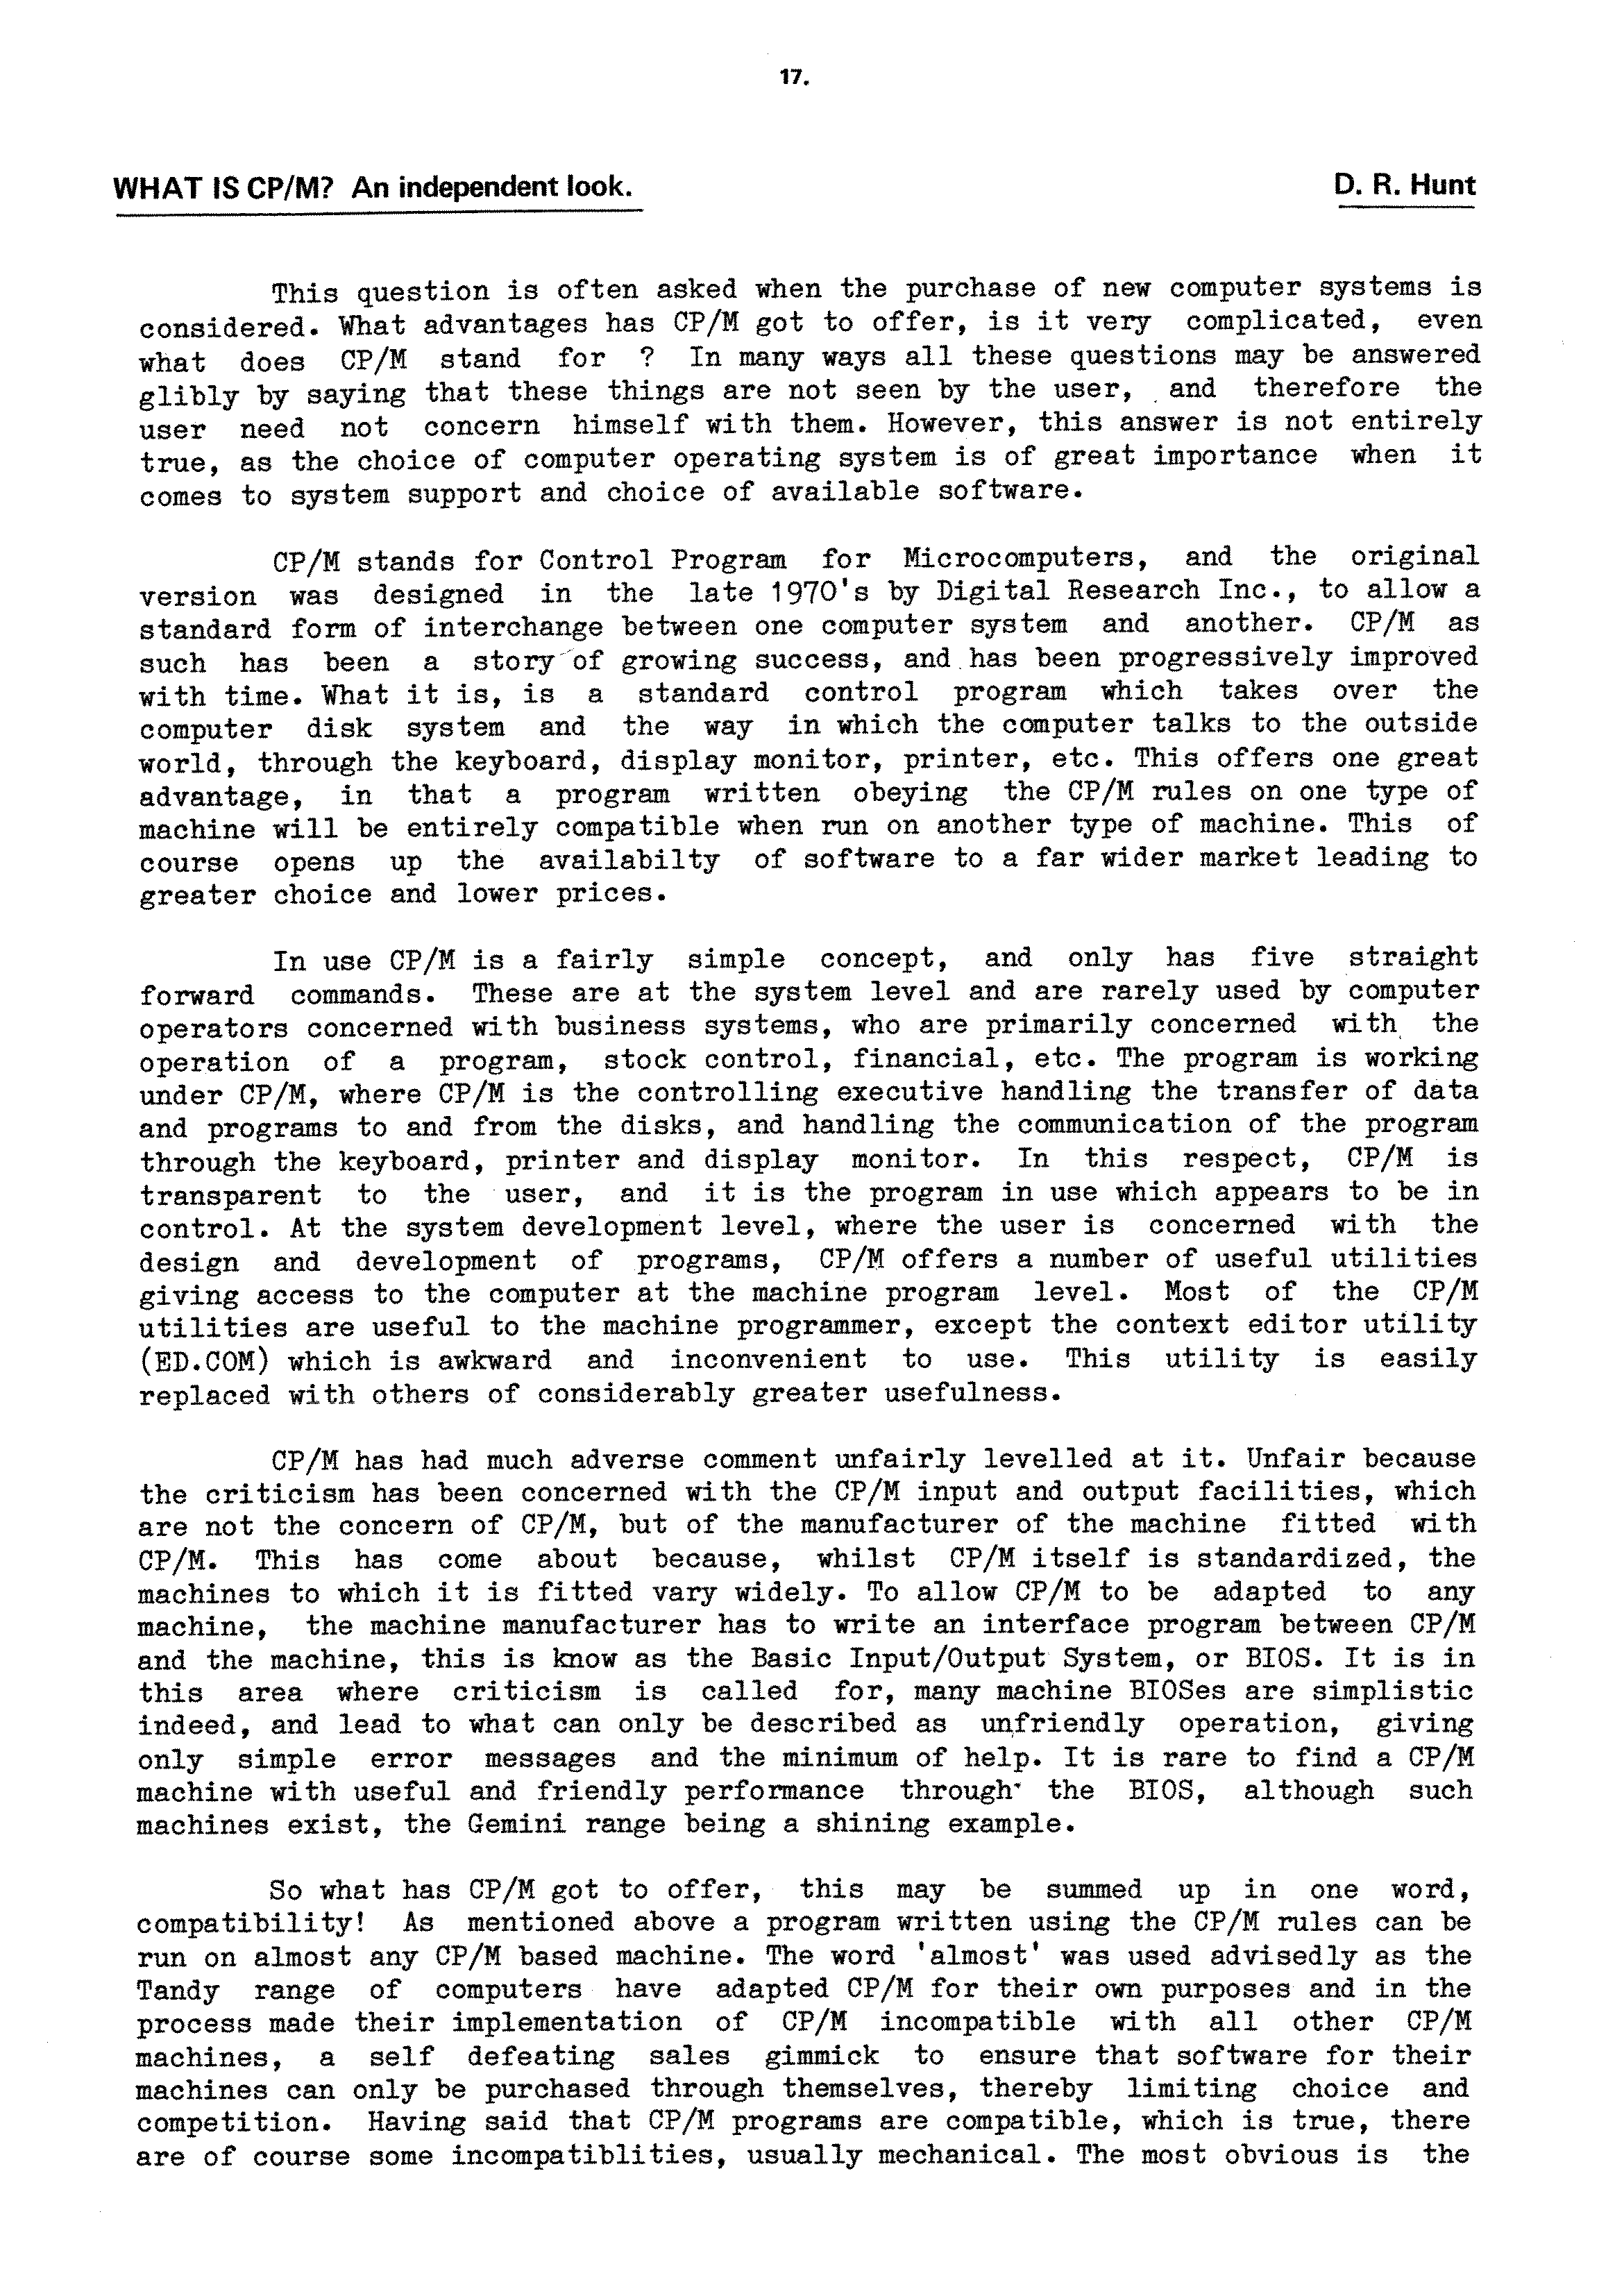 17.
WHAT IS CP/M? An independent look. D. R. Hunt
This question is often asked when the purchase of new computer systems is
considered. What advantages has CP/M got to offer, is it very complicated, even
what does CP/M stand for ? In many ways all these questions may be answered
glibly by saying that these things are not seen by the user, and therefore the
user need not concern himself with them. However, this answer is not entirely
true, as the choice of computer operating system is of great importance when it
comes to system support and choice of available software.
CP/M stands for Control Program for Microcomputers, and the original
version was designed in the late 1970's by Digital Research Inc., to allow a
standard form of interchange between one computer system and another. CP/M as
such has been a story of growing success, and has been progressively improved
with time. What it is, is a standard control program which takes over the
computer disk system and the way in which the computer talks to the outside
world, through the keyboard, display monitor, printer, etc. This offers one great
advantage, in that a program written obeying the CP/M rules on one type of
machine will be entirely compatible when run on another type of machine. This of
course opens up the availabilty of software to a far wider market leading to
greater choice and lower prices.
In use CP/M is a fairly simple concept, and only has five straight
forward commands. These are at the system level and are rarely used by computer
operators concerned with business systems, who are primarily concerned with the
operation of a program, stock control, financial, etc. The program is working
under CP/M, where CP/M is the controlling executive handling the transfer of data
and programs to and from the disks, and handling the communication of the program
through the keyboard, printer and display monitor. In this respect, CP/M is
transparent to the user, and it is the program in use which appears to be in
control. At the system development level, where the user is concerned with the
design and development of programs, CP/M offers a number of useful utilities
giving access to the computer at the machine program level. Most of the CP/M
utilities are useful to the machine programmer, except the context editor utility
(ED.COM) which is awkward and inconvenient to use. This utility is easily
replaced with others of considerably greater usefulness.
CP/M has had much adverse comment unfairly levelled at it. Unfair because
the criticism has been concerned with the CP/M input and output facilities, which
are not the concern of CP/M, but of the manufacturer of the machine fitted with
CP/M. This has come about because, whilst CP/M itself is standardized, the
machines to which it is fitted vary widely. To allow CP/M to be adapted to any
machine, the machine manufacturer has to write an interface program between CP/M
and the machine, this is know as the Basic Input/Output System, or BIOS. It is in
this area where criticism is called for, many machine BIOSes are simplistic
indeed, and lead to what can only be described as unfriendly operation, giving
only simple error messages and the minimum of help. It is rare to find a CP/M
machine with useful and friendly performance through the BIOS, although such
machines exist, the Gemini range being a shining example.
So what has CP/M got to offer, this may be summed up in one word,
compatibility! As mentioned above a program written using the CP/M rules can be
run on almost any CP/M based machine. The word 'almost' was used advisedly as the
Tandy range of computers have adapted CP/M for their own purposes and in the
process made their implementation of CP/M incompatible with all other CP/M
machines, a self defeating sales gimmick to ensure that software for their
machines can only be purchased through themselves, thereby limiting choice and
competition. Having said that CP/M programs are compatible, which is true, there
are of course some incompatiblities, usually mechanical. The most obvious is the